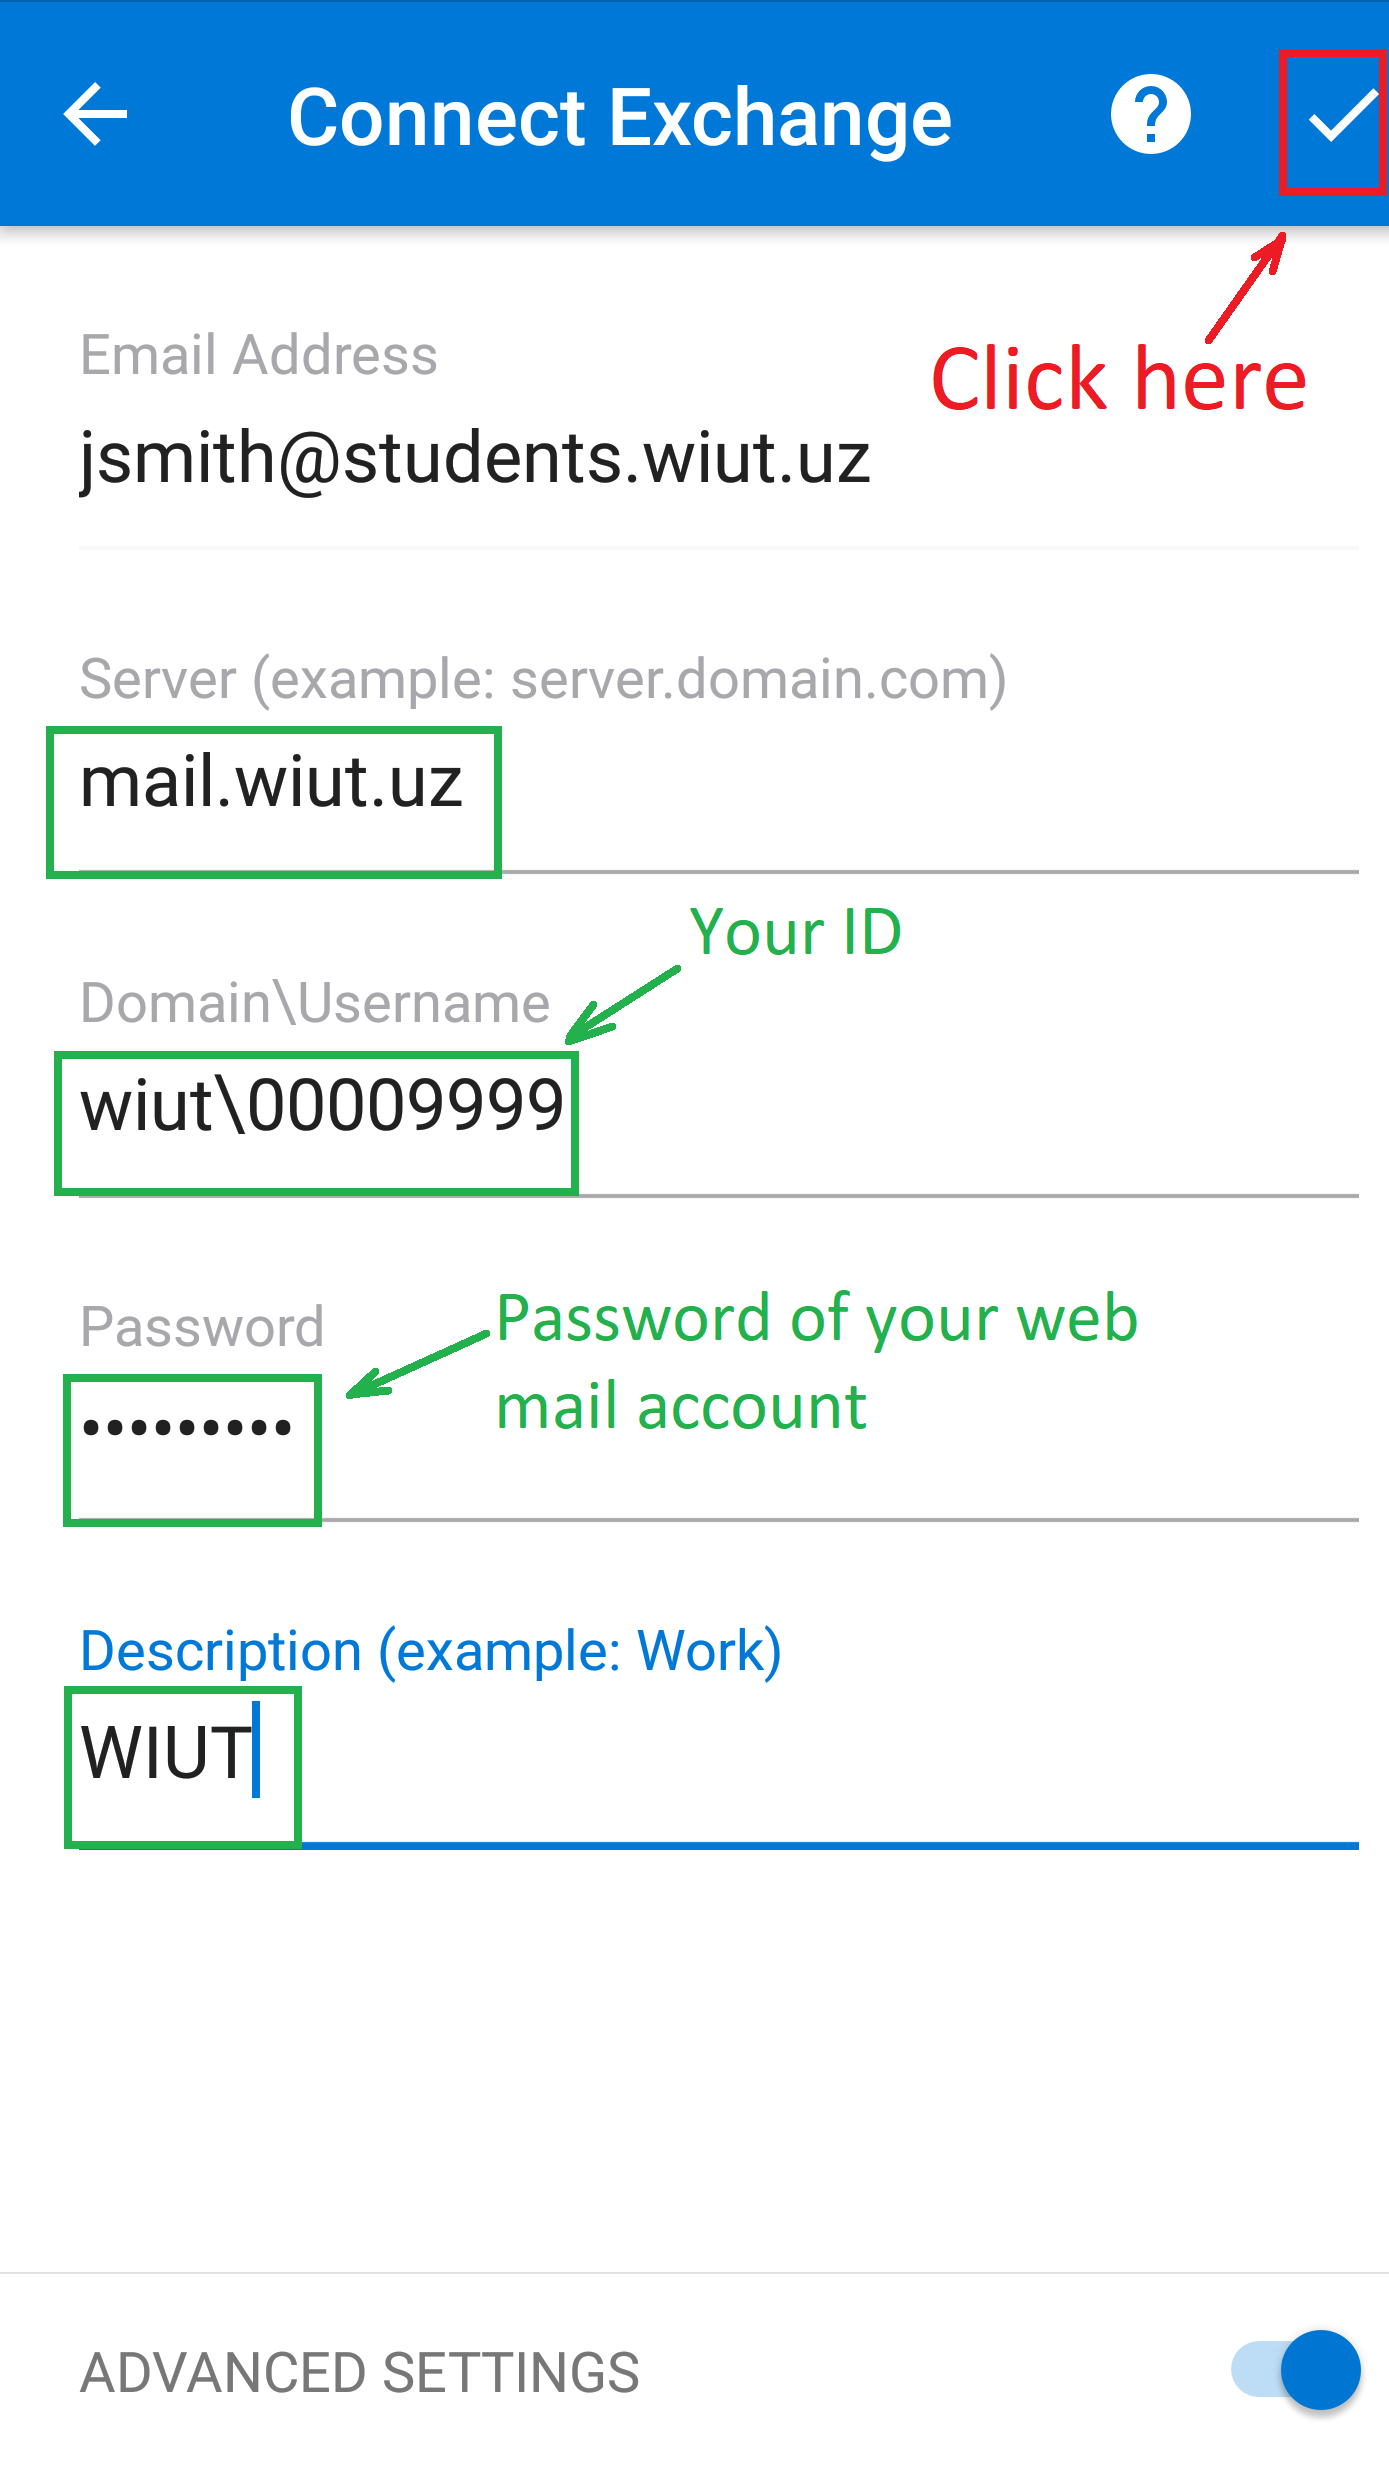 Connect Exchange
Click here
Email Address
jsmith@students.wiut.uz
Server (example: server.domain.com)
mail.wiut.uz
Your ID
Domain\Username
wiut\00009999
Password of your web
mail account
Password
•••••••••
Description (example: Work)
WIUT
ADVANCED SETTINGS